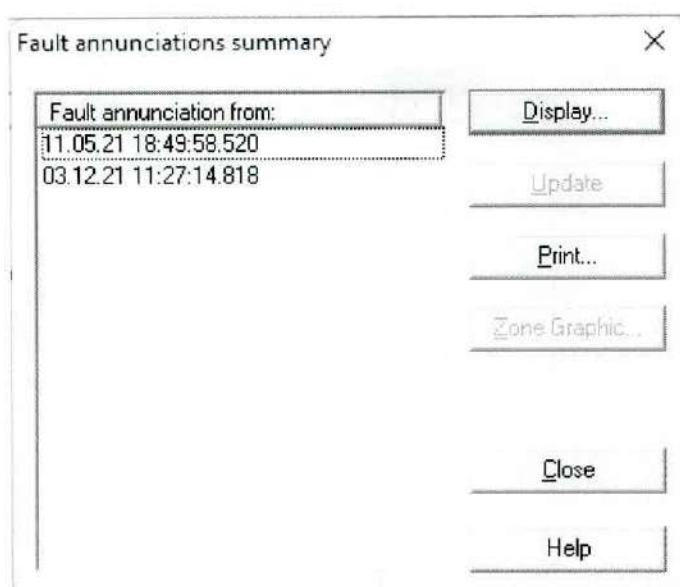 Fault annunciations summary
Fault annunciation from:
11.05.21 18:49:58.520
03.12.21 11:27:14.818
Display...
Update
Print...
Zone Graphic...
Close
Help